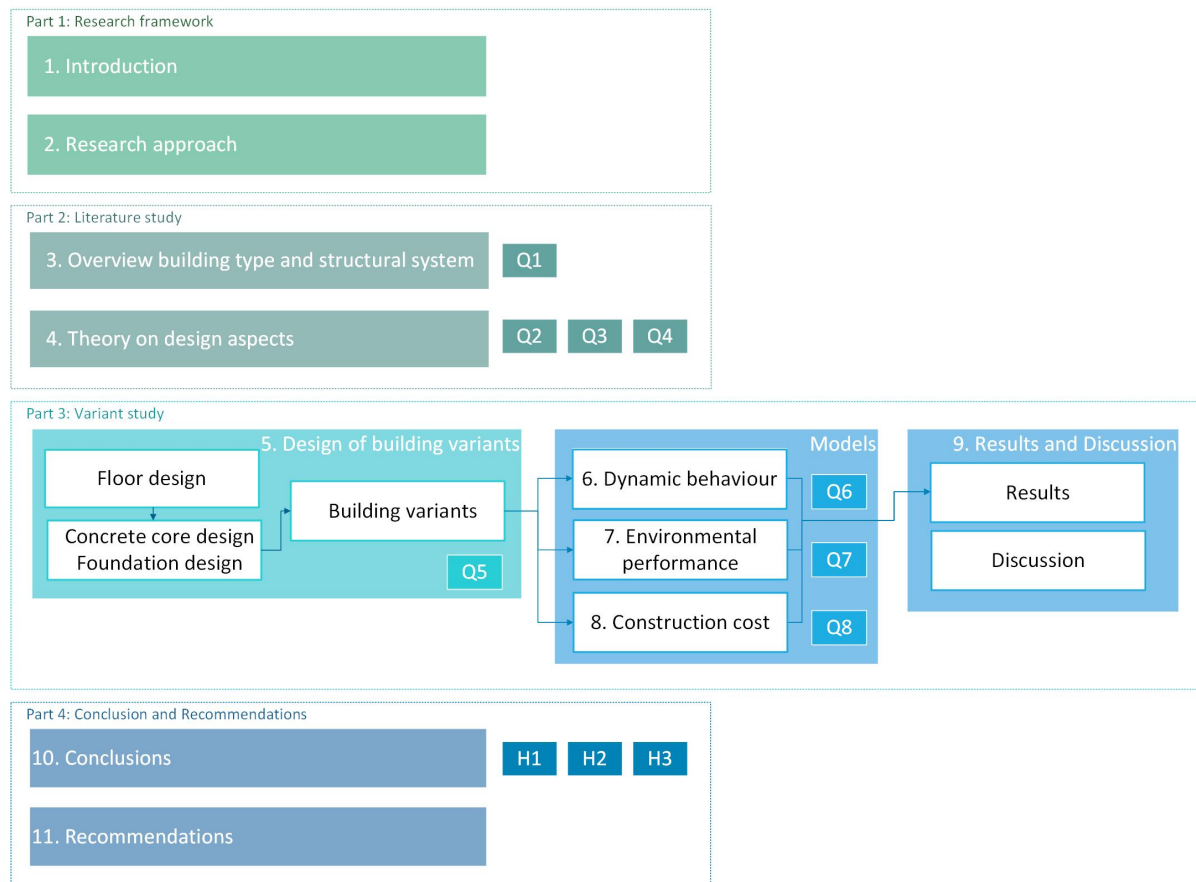 Part 1: Research framework
1. Introduction
2. Research approach
Part 2: Literature study
3. Overview building type and structural system
Q1
4. Theory on design aspects
Q2
Q3
Q4
Part 3: Variant study
5. Design of building variants
Floor design
Concrete core design
Foundation design
Building variants
Q5
Models
6. Dynamic behaviour
Q6
7. Environmental
performance
Q7
8. Construction cost
Q8
9. Results and Discussion
Results
Discussion
Part 4: Conclusion and Recommendations
10. Conclusions
H1
H2
H3
11. Recommendations